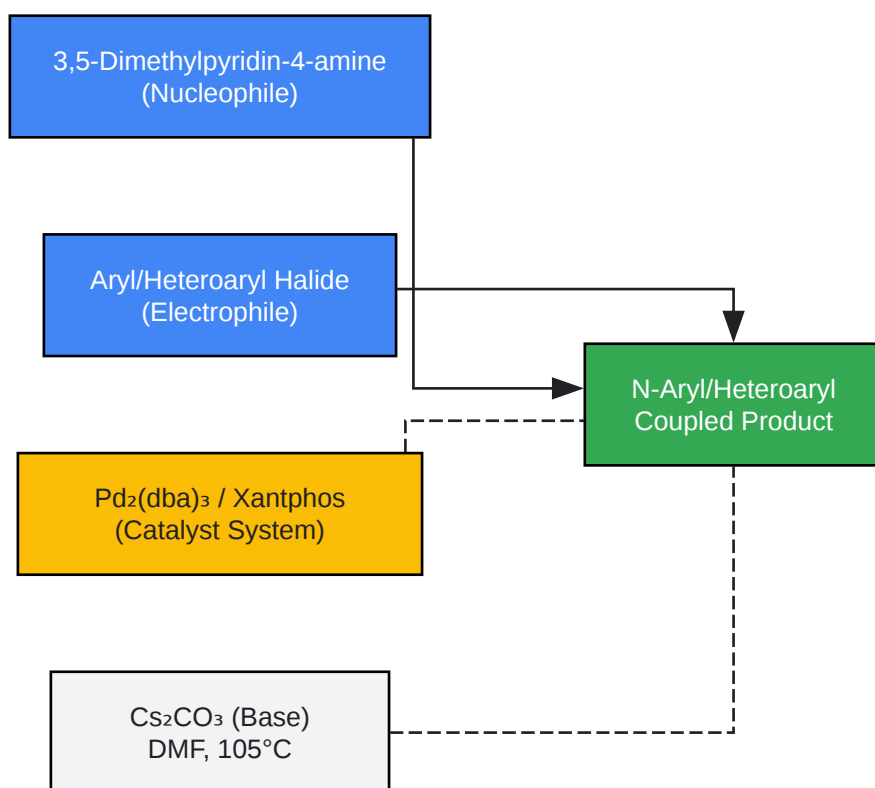 3,5-Dimethylpyridin-4-amine
(Nucleophile)
Aryl/Heteroaryl Halide
(Electrophile)
N-Aryl/Heteroaryl
Coupled Product
Pd₂(dba)₃ / Xantphos
(Catalyst System)
Cs₂CO₃ (Base)
DMF, 105°C